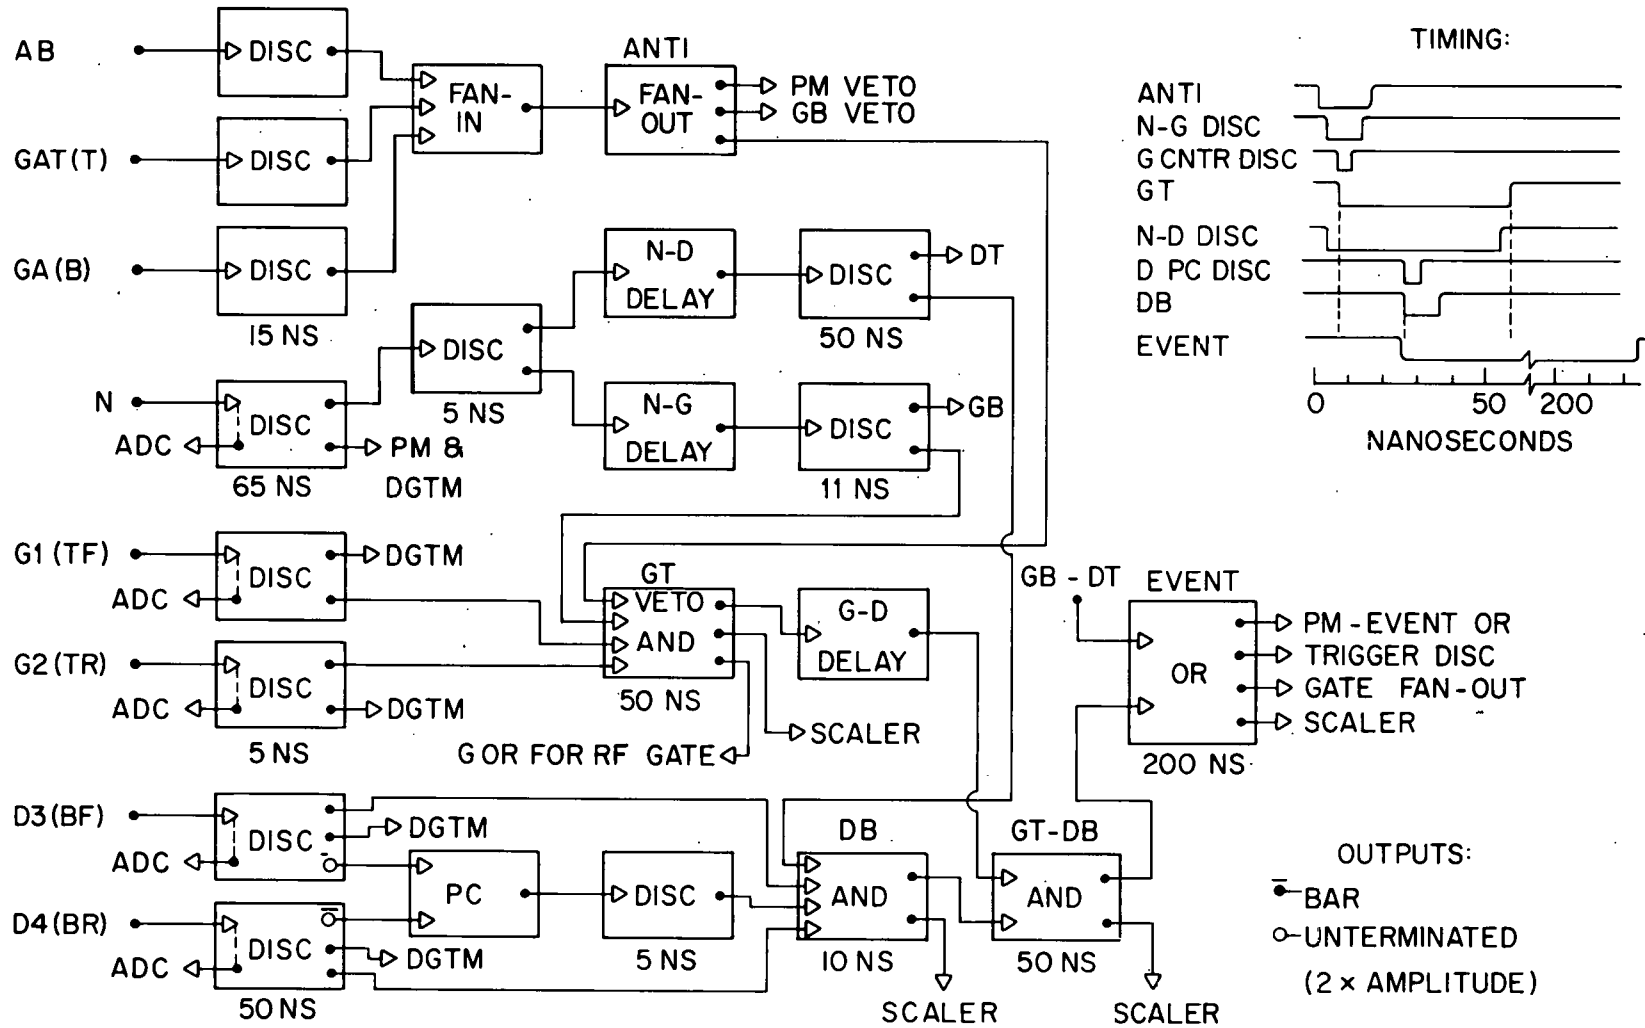 AB
DISC
GAT(T)
DISC
GA(B)
DISC
15 NS
FAN-
IN
ANTI
FAN-
OUT
PM VETO
GB VETO
N
DISC
ADC
PM &
DGTM
65 NS
DISC
5 NS
N-D
DELAY
DISC
50 NS
DT
N-G
DELAY
DISC
11 NS
GB
G1 (TF)
DISC
ADC
DGTM
G2 (TR)
DISC
ADC
DGTM
5 NS
GT
VETO
AND
50 NS
G-D
DELAY
SCALER
G OR FOR RF GATE
GB - DT
EVENT
OR
200 NS
PM-EVENT OR
TRIGGER DISC
GATE FAN-OUT
SCALER
D3 (BF)
DISC
ADC
DGTM
D4 (BR)
DISC
ADC
DGTM
50 NS
PC
DISC
5 NS
DB
AND
10 NS
SCALER
GT-DB
AND
50 NS
SCALER
TIMING:
ANTI
N-G DISC
G CNTR DISC
GT
N-D DISC
D PC DISC
DB
EVENT
0 50 200
NANOSECONDS
OUTPUTS:
BAR
UNTERMINATED
(2 x AMPLITUDE)